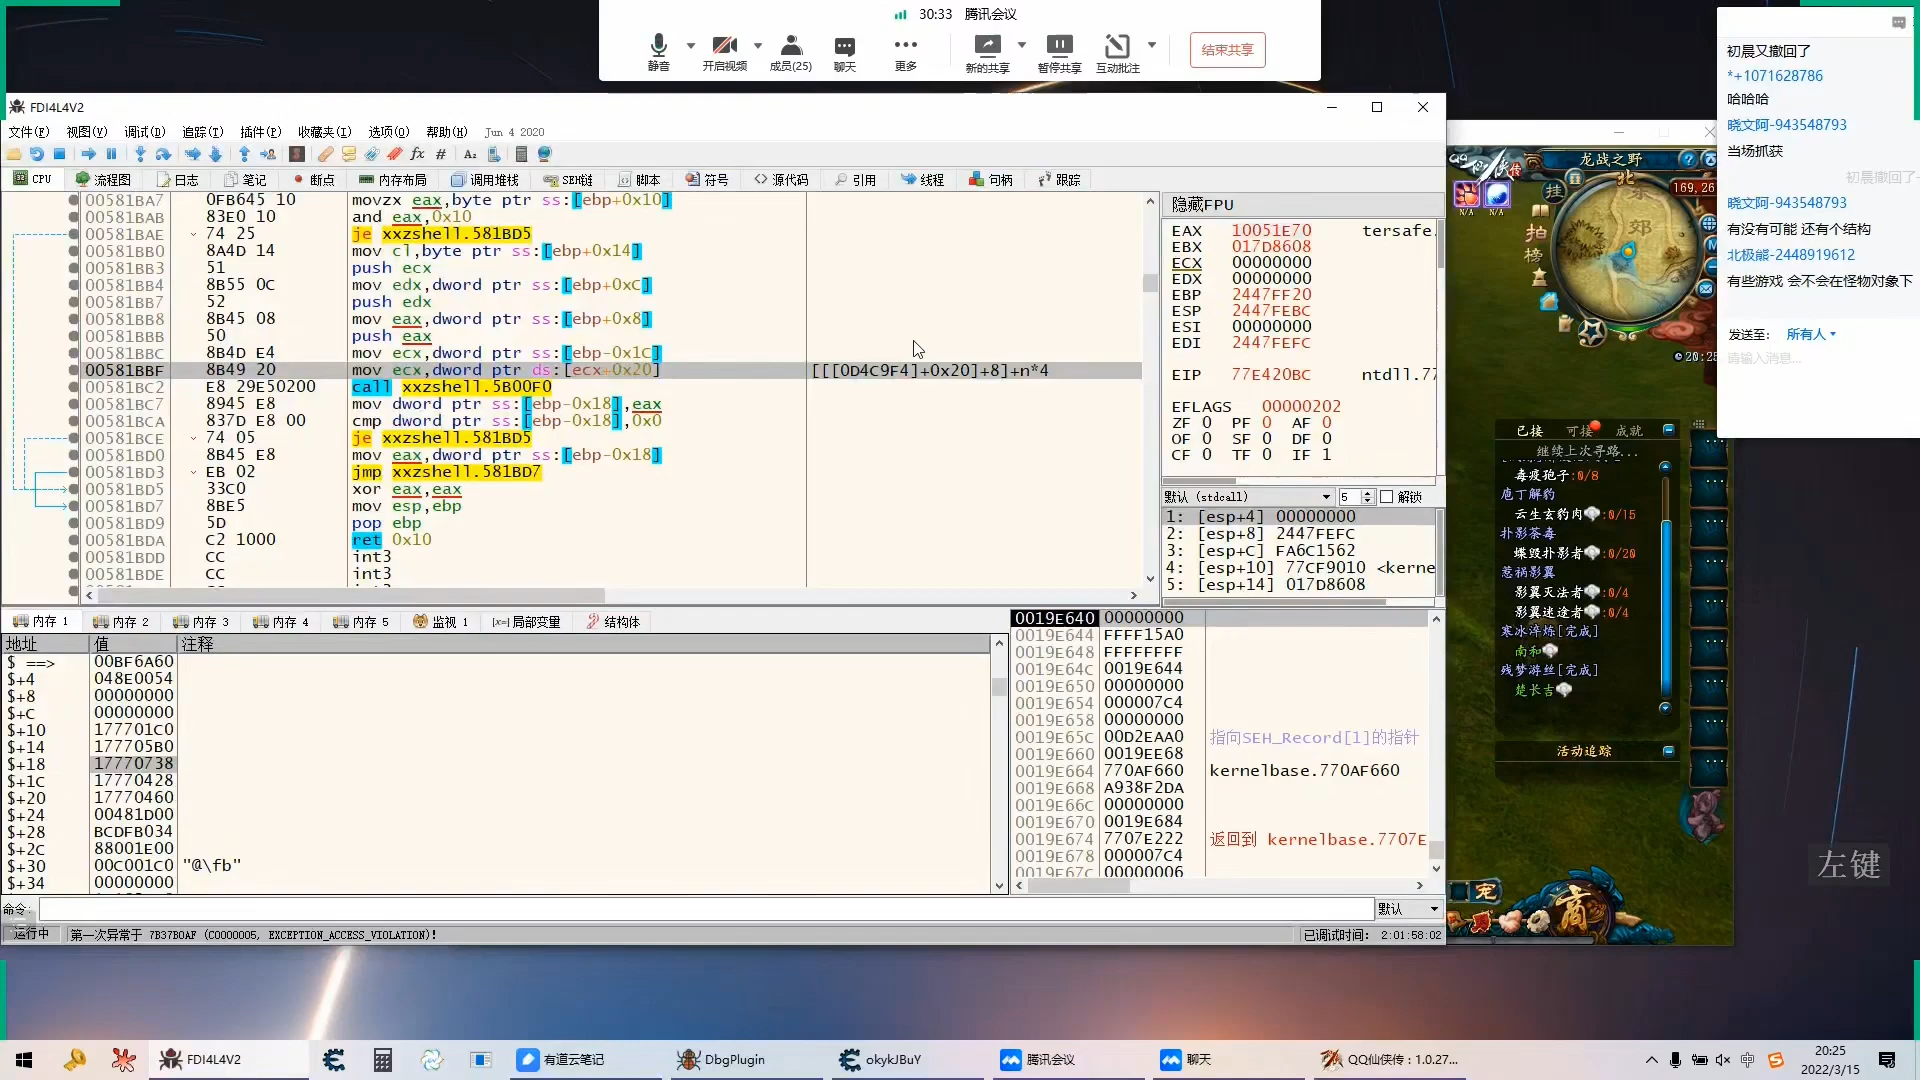 30:33 腾讯会议
静音 开启视频 成员(25) 聊天 更多 新的共享 暂停共享 互动批注 结束共享
初晨又撤回了
*+1071628786
哈哈哈
晓文阿-943548793
当场抓获
初晨撤回了
晓文阿-943548793
有没有可能 还有个结构
北极熊-2448919612
有些游戏 会不会在怪物对象下
发送至: 所有人
请输入消息...
FDI4L4V2
文件(F) 视图(V) 调试(D) 追踪(T) 插件(P) 收藏夹(I) 选项(O) 帮助(H) Jun 4 2020
CPU 流程图 日志 笔记 断点 内存布局 调用堆栈 SEH链 脚本 符号 源代码 引用 线程 句柄 跟踪
00581BA7 0FB645 10 movzx eax,byte ptr ss:[ebp+0x10]
00581BAB 83E0 10 and eax,0x10
00581BAE 74 25 je xxzshell.581BD5
00581BB0 8A4D 14 mov cl,byte ptr ss:[ebp+0x14]
00581BB3 51 push ecx
00581BB4 8B55 0C mov edx,dword ptr ss:[ebp+0xC]
00581BB7 52 push edx
00581BB8 8B45 08 mov eax,dword ptr ss:[ebp+0x8]
00581BBB 50 push eax
00581BBC 8B4D E4 mov ecx,dword ptr ss:[ebp-0x1C]
00581BBF 8B49 20 mov ecx,dword ptr ds:[ecx+0x20] [[[0D4C9F4]+0x20]+8]+n*4
00581BC2 E8 29E50200 call xxzshell.5B00F0
00581BC7 8945 E8 mov dword ptr ss:[ebp-0x18],eax
00581BCA 837D E8 00 cmp dword ptr ss:[ebp-0x18],0x0
00581BCE 74 05 je xxzshell.581BD5
00581BD0 8B45 E8 mov eax,dword ptr ss:[ebp-0x18]
00581BD3 EB 02 jmp xxzshell.581BD7
00581BD5 33C0 xor eax,eax
00581BD7 8BE5 mov esp,ebp
00581BD9 5D pop ebp
00581BDA C2 1000 ret 0x10
00581BDD CC int3
00581BDE CC int3
隐藏FPU
EAX 10051E70 tersafe.
EBX 017D8608
ECX 00000000
EDX 00000000
EBP 2447FF20
ESP 2447FEBC
ESI 00000000
EDI 2447FEFC
EIP 77E420BC ntdll.77
EFLAGS 00000202
ZF 0 PF 0 AF 0
OF 0 SF 0 DF 0
CF 0 TF 0 IF 1
默认 (stdcall) 5 解锁
1: [esp+4] 00000000
2: [esp+8] 2447FEFC
3: [esp+C] FA6C1562
4: [esp+10] 77CF9010 <kerne
5: [esp+14] 017D8608
内存 1 内存 2 内存 3 内存 4 内存 5 监视 1 局部变量 结构体
地址 值 注释
$ ==> 00BF6A60
$+4 048E0054
$+8 00000000
$+C 00000000
$+10 177701C0
$+14 177705B0
$+18 17770738
$+1C 17770428
$+20 17770460
$+24 00481D00
$+28 BCDFB034
$+2C 88001E00
$+30 00C001C0 "@\fb"
$+34 00000000
0019E640 00000000
0019E644 FFFF15A0
0019E648 FFFFFFFF
0019E64C 0019E644
0019E650 00000000
0019E654 000007C4
0019E658 00000000
0019E65C 00D2EAA0 指向SEH_Record[1]的指针
0019E660 0019EE68
0019E664 770AF660 kernelbase.770AF660
0019E668 A938F2DA
0019E66C 00000000
0019E670 0019E684
0019E674 7707E222 返回到 kernelbase.7707E
0019E678 000007C4
0019E67C 00000006
命令: 默认
运行中 第一次异常于 7B37B0AF (C0000005, EXCEPTION_ACCESS_VIOLATION)! 已调试时间: 2:01:58:02
龙战之野
北
169,26
挂
拍
榜
东
郊
N/A N/A
20:25
已接 可接 成就
继续上次寻路...
毒疫孢子:0/8
庖丁解豹
云生玄豹肉:0/15
扑影荼毒
蝶毁扑影者:0/20
惹祸影翼
影翼灭法者:0/4
影翼迷途者:0/4
寒冰淬炼[完成]
南和
残梦游丝[完成]
楚长吉
活动追踪
宠
商
左键
FDI4L4V2 有道云笔记 DbgPlugin okykJBuY 腾讯会议 聊天 QQ仙侠传：1.0.27... 中
20:25
2022/3/15